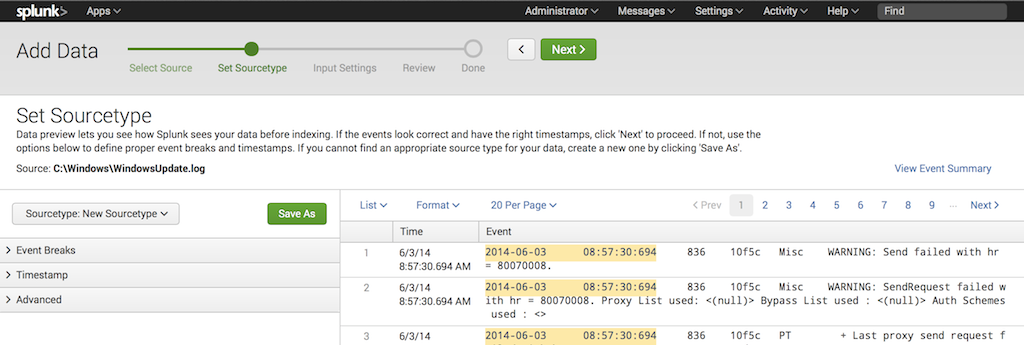 splunk> Apps Administrator Messages Settings Activity Help Find
Add Data Next >
Select Source Set Sourcetype Input Settings Review Done
Set Sourcetype
Data preview lets you see how Splunk sees your data before indexing. If the events look correct and have the right timestamps, click 'Next' to proceed. If not, use the
options below to define proper event breaks and timestamps. If you cannot find an appropriate source type for your data, create a new one by clicking 'Save As'.
Source: C:\Windows\WindowsUpdate.log View Event Summary
Sourcetype: New Sourcetype Save As
Event Breaks
Timestamp
Advanced
List Format 20 Per Page < Prev 1 2 3 4 5 6 7 8 9 ... Next >
Time Event
1 6/3/14 2014-06-03 08:57:30:694 836 10f5c Misc WARNING: Send failed with hr
8:57:30.694 AM = 80070008.
2 6/3/14 2014-06-03 08:57:30:694 836 10f5c Misc WARNING: SendRequest failed w
8:57:30.694 AM ith hr = 80070008. Proxy List used: <(null)> Bypass List used : <(null)> Auth Schemes
used : <>
3 6/3/14 2014-06-03 08:57:30:694 836 10f5c PT + Last proxy send request f